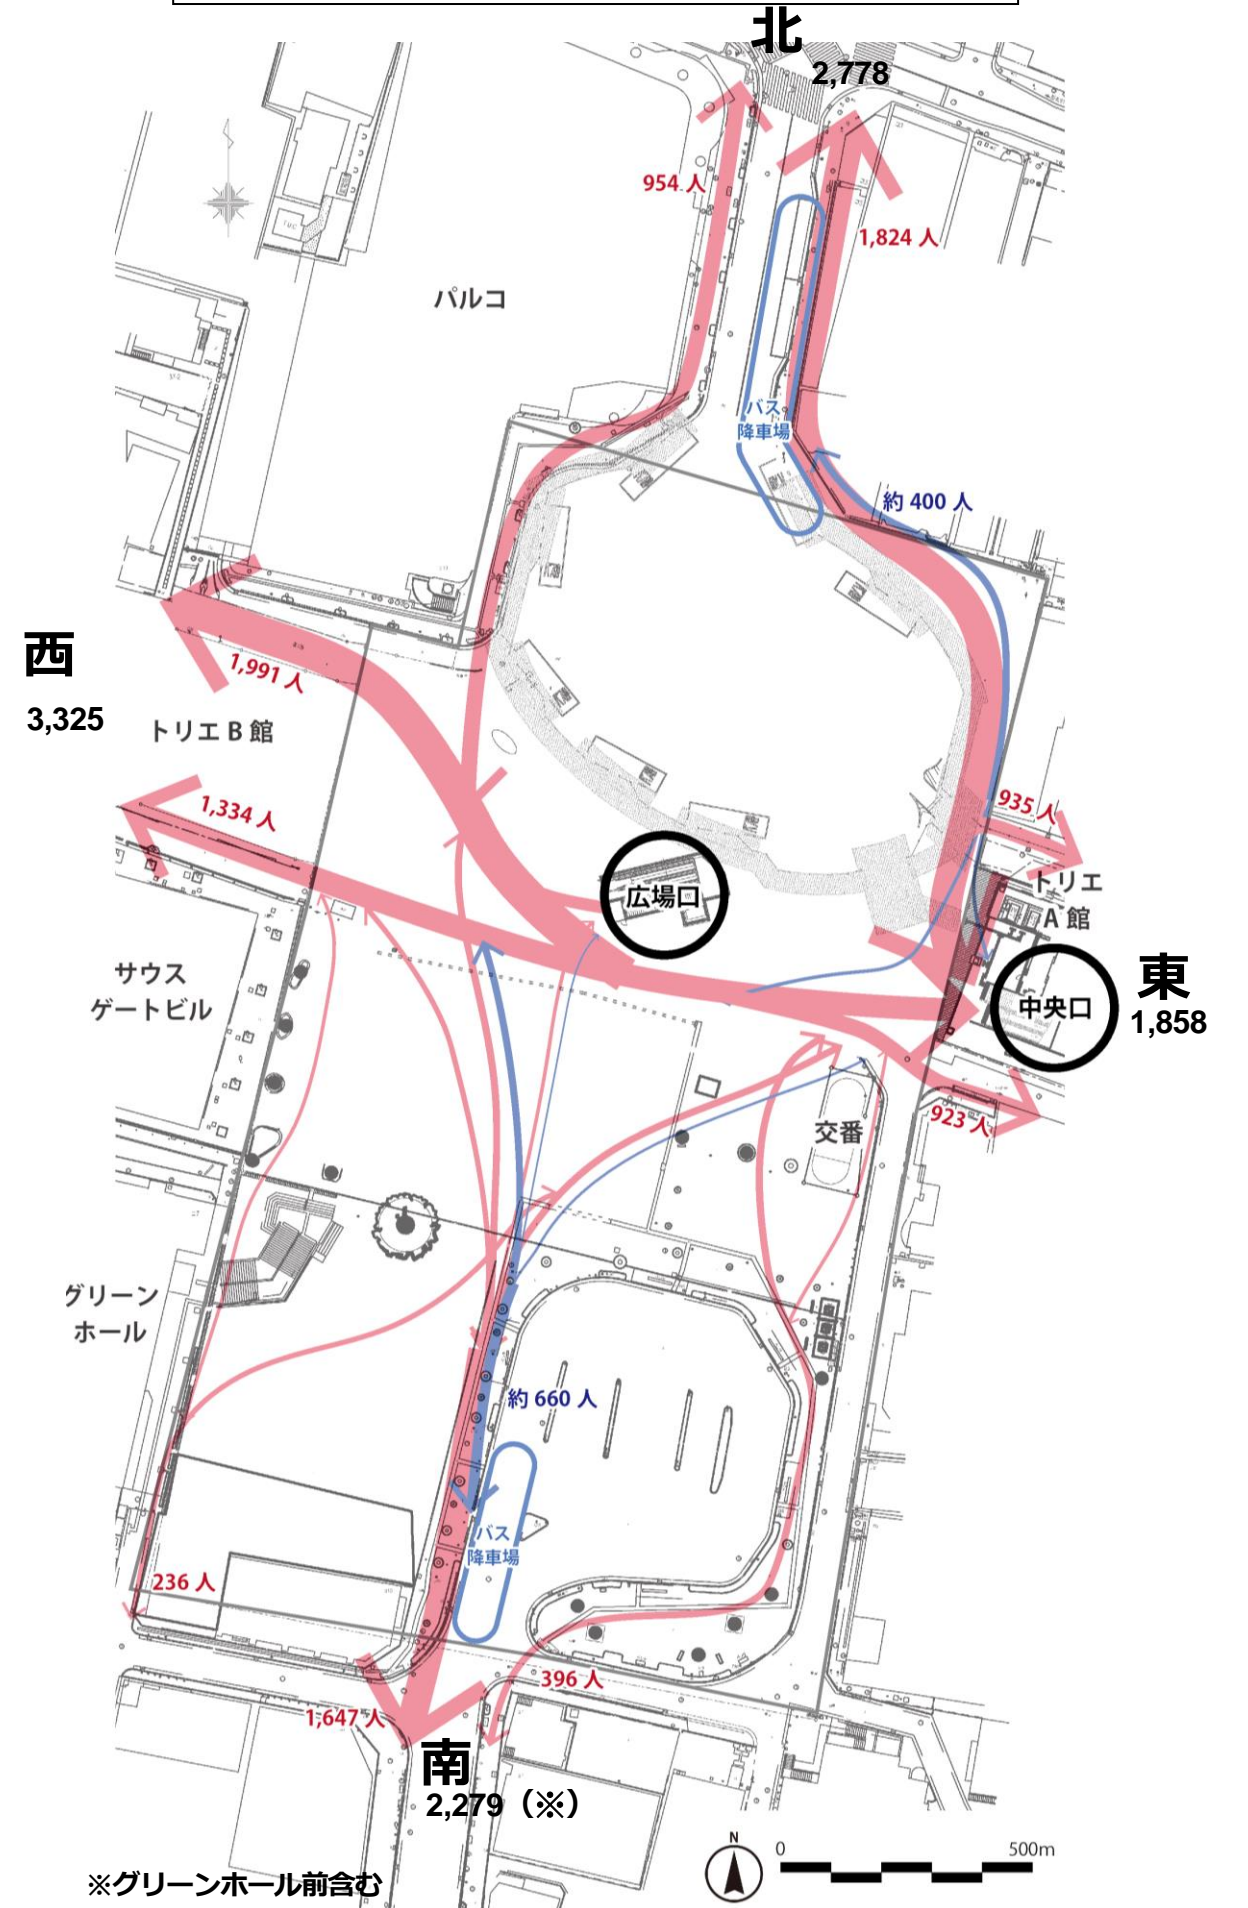 北
2,778
954 人
1,824 人
パルコ
バス
降車場
約 400 人
西
3,325
1,991 人
トリエ B 館
1,334 人
935 人
広場口
トリエ
A 館
サウス
ゲートビル
中央口
東
1,858
923 人
交番
グリーン
ホール
約 660 人
バス
降車場
236 人
396 人
1,647 人
南
2,279（※）
※グリーンホール前含む
N
0
500m